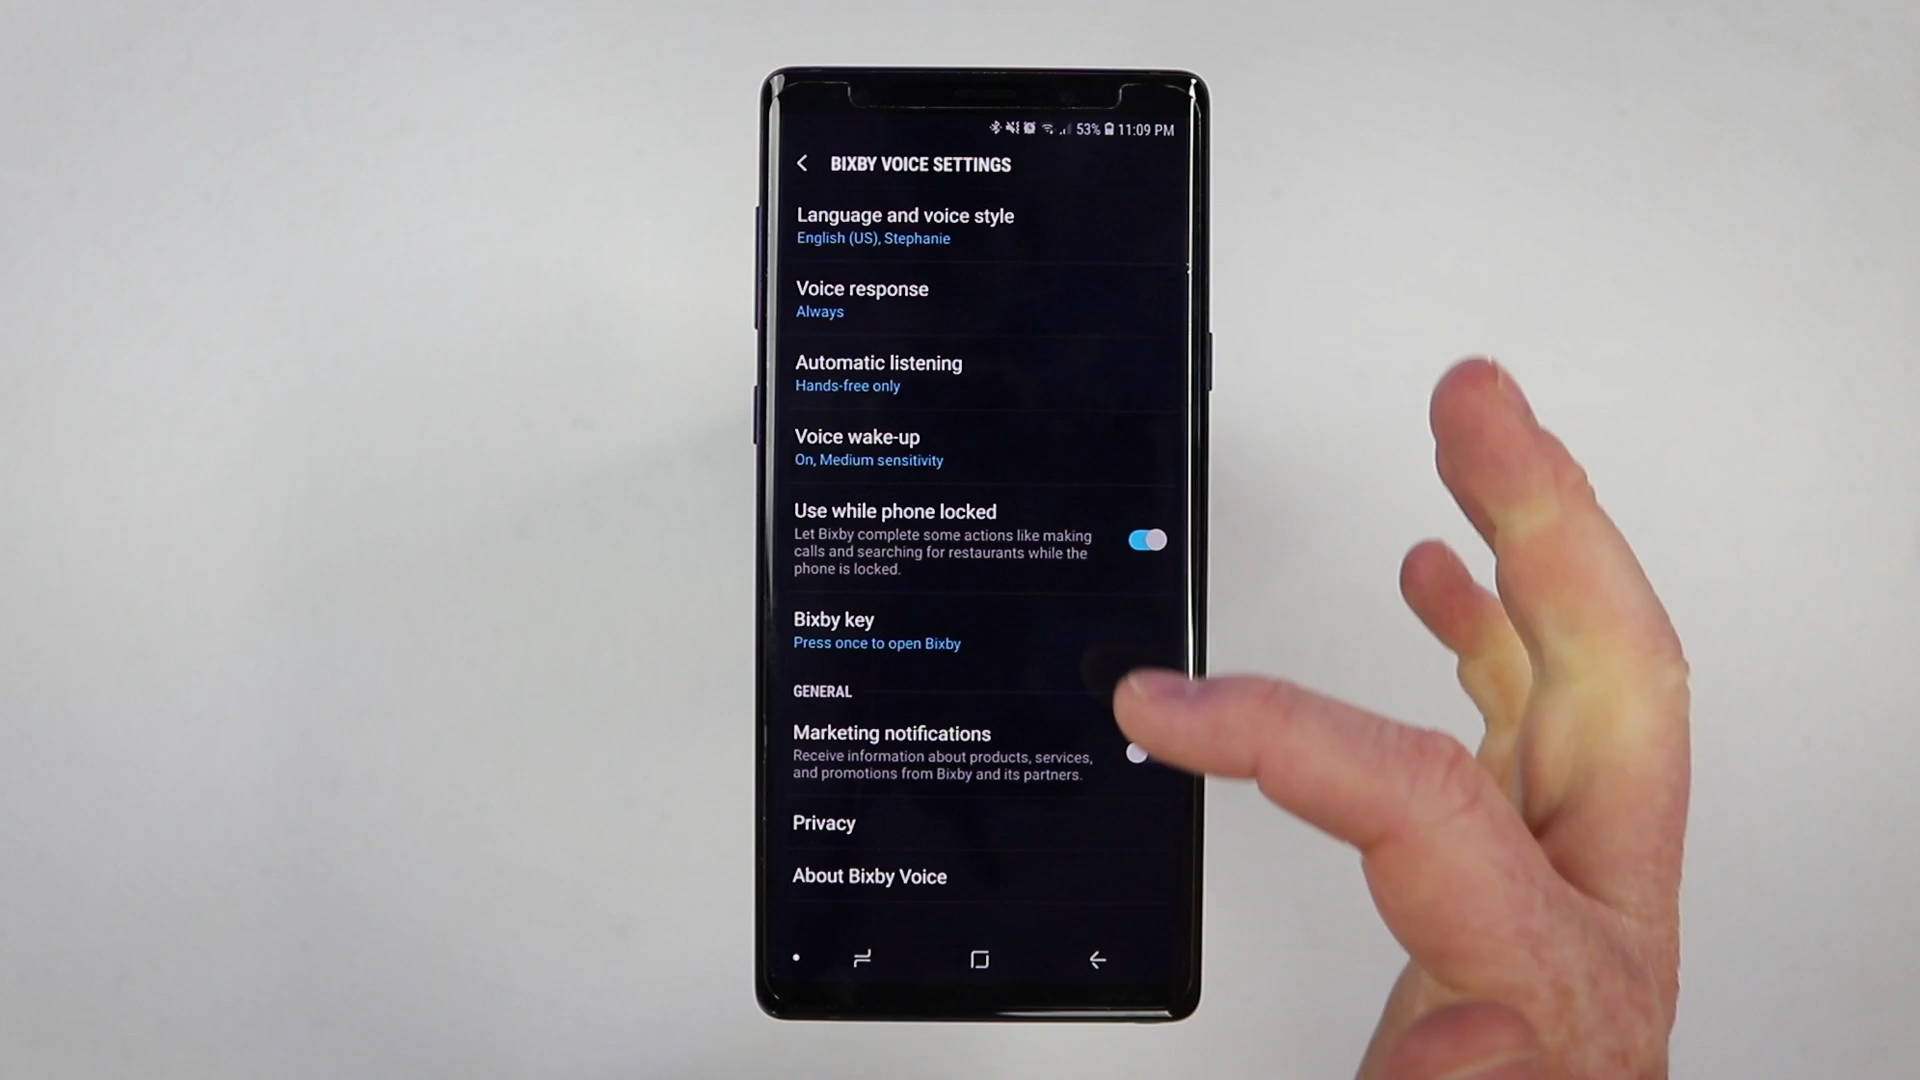 53% 11:09 PM
BIXBY VOICE SETTINGS
Language and voice style
English (US), Stephanie
Voice response
Always
Automatic listening
Hands-free only
Voice wake-up
On, Medium sensitivity
Use while phone locked
Let Bixby complete some actions like making
calls and searching for restaurants while the
phone is locked.
Bixby key
Press once to open Bixby
GENERAL
Marketing notifications
Receive information about products, services,
and promotions from Bixby and its partners.
Privacy
About Bixby Voice